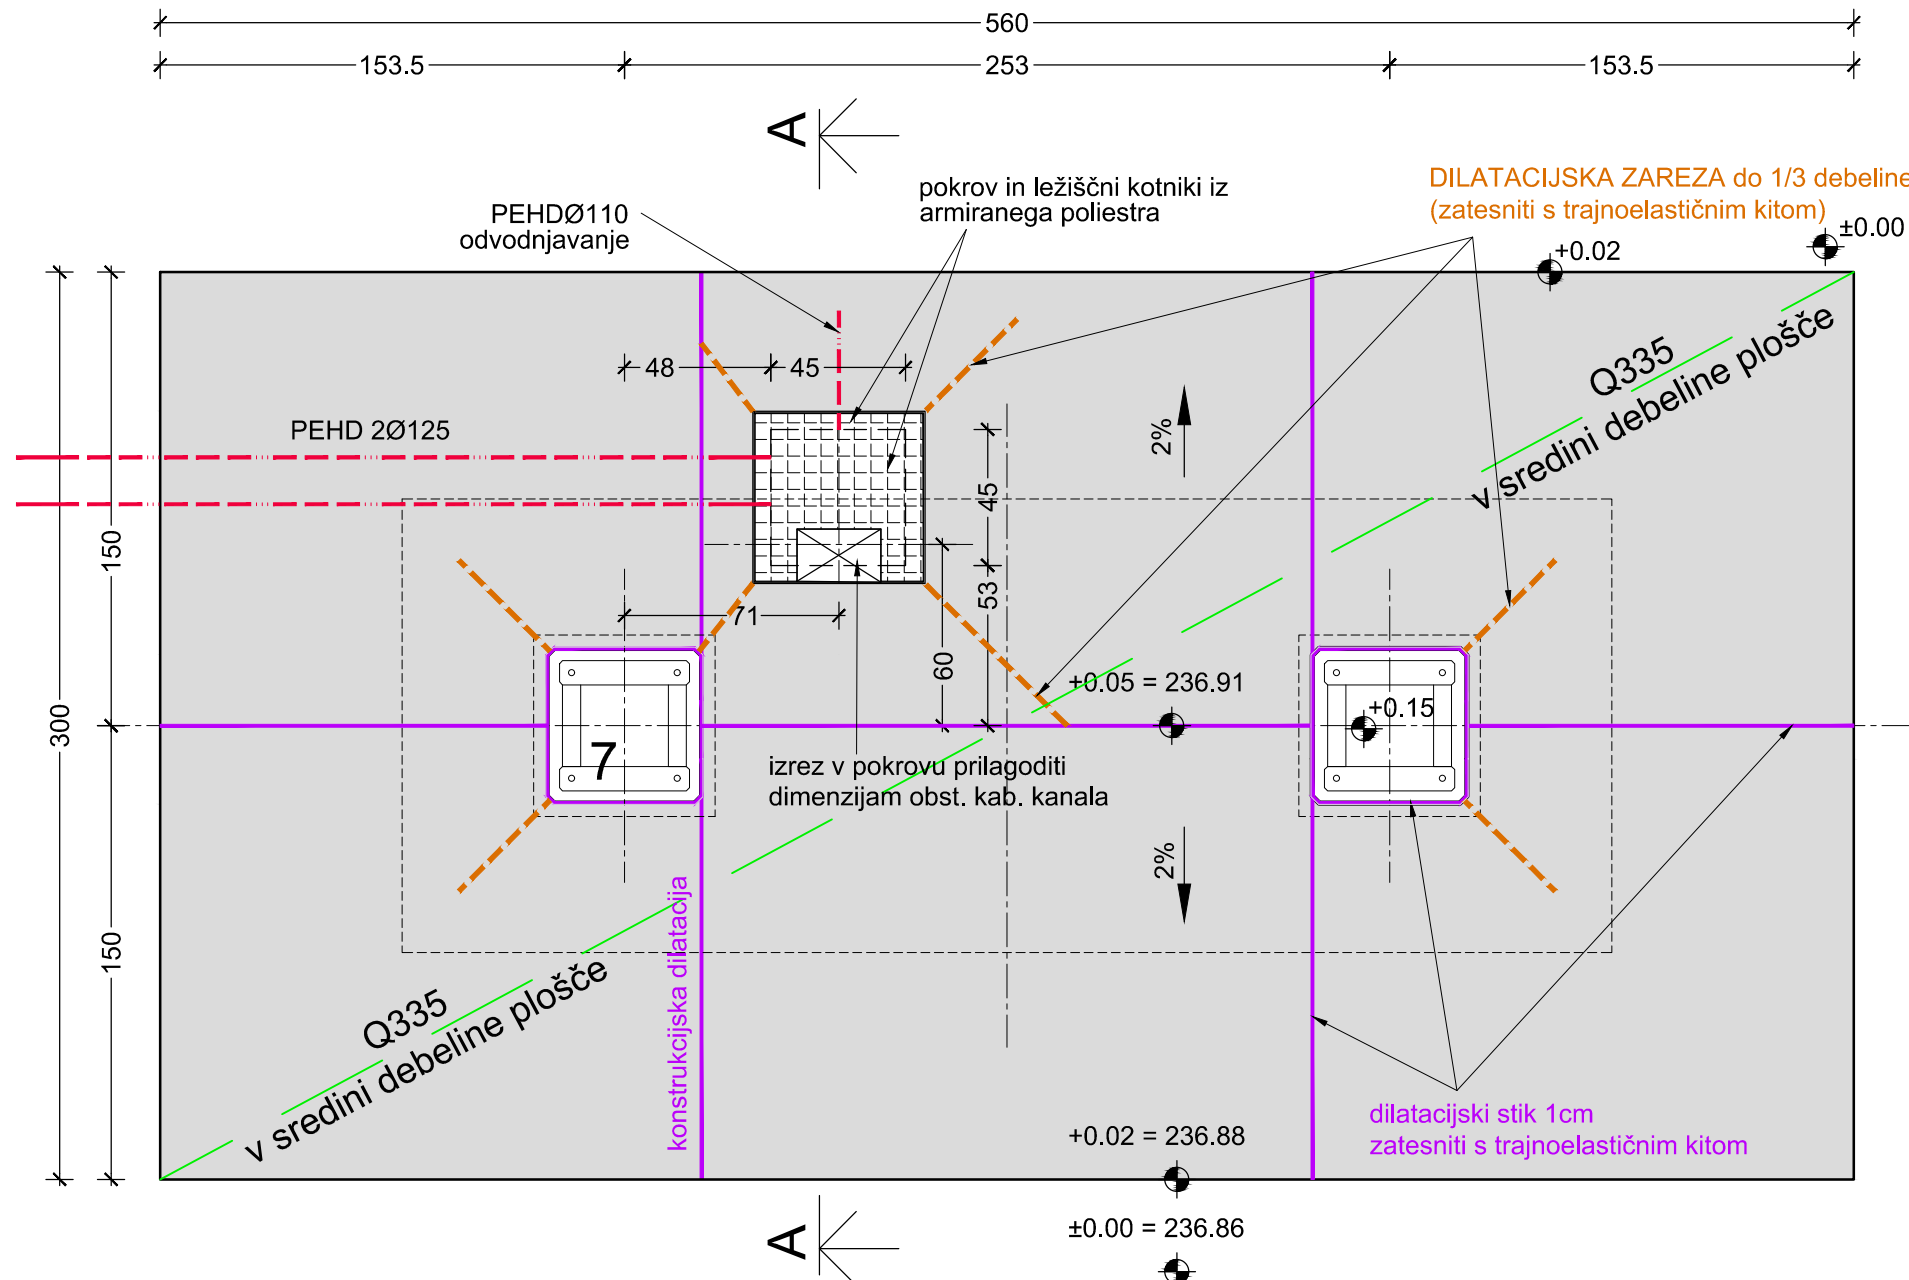 560
153.5
253
153.5
A
pokrov in ležiščni kotniki iz
armiranega poliestra
DILATACIJSKA ZAREZA do 1/3 debeline
(zatesniti s trajnoelastičnim kitom)
PEHDØ110
odvodnjavanje
±0.00
+0.02
48
45
Q335
v sredini debeline plošče
2%
PEHD 2Ø125
45
150
53
71
60
+0.05 = 236.91
+0.15
300
7
izrez v pokrovu prilagoditi
dimenzijam obst. kab. kanala
2%
konstrukcijska dilatacija
150
Q335
v sredini debeline plošče
dilatacijski stik 1cm
zatesniti s trajnoelastičnim kitom
+0.02 = 236.88
A
±0.00 = 236.86